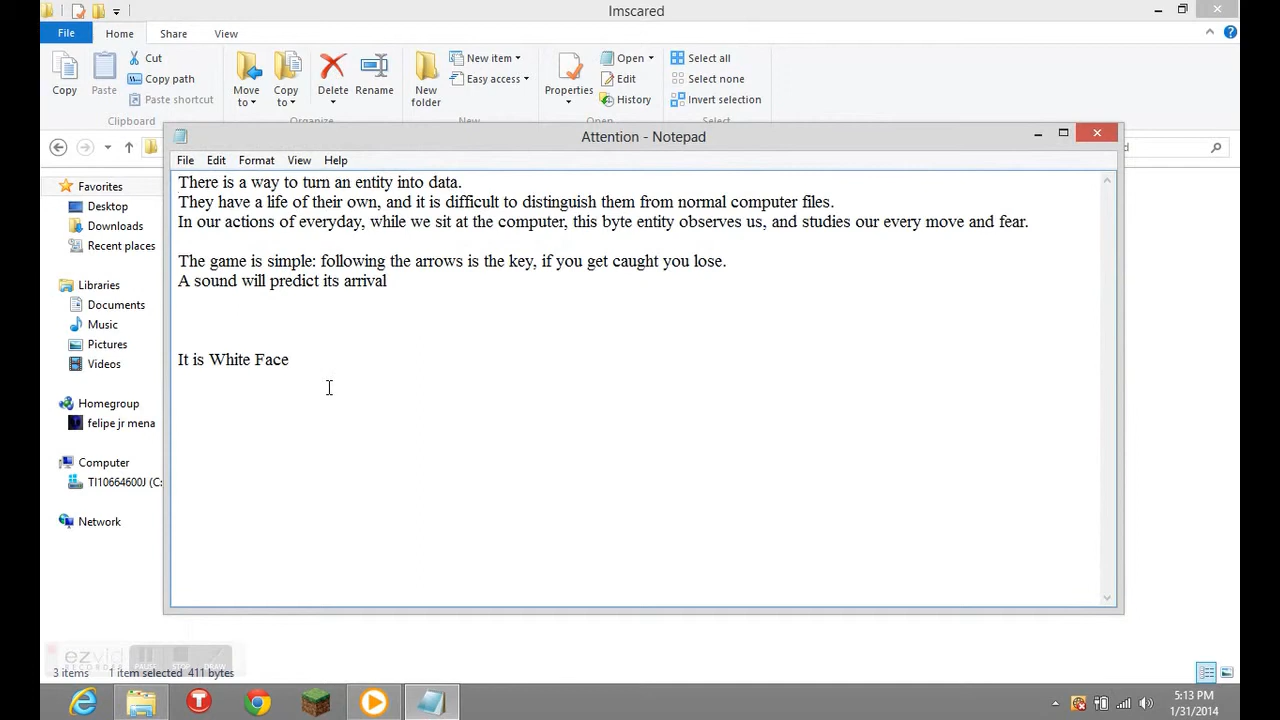 Imscared
File
Home
Share
View
Cut
Copy path
Paste shortcut
Copy
Paste
Move to
Copy to
Delete
Rename
New folder
New item
Easy access
Properties
Open
Edit
History
Select all
Select none
Invert selection
Clipboard
Organize
New
Open
Select
Attention - Notepad
File Edit Format View Help
There is a way to turn an entity into data.
They have a life of their own, and it is difficult to distinguish them from normal computer files.
In our actions of everyday, while we sit at the computer, this byte entity observes us, and studies our every move and fear.
The game is simple: following the arrows is the key, if you get caught you lose.
A sound will predict its arrival
It is White Face
Favorites
Desktop
Downloads
Recent places
Libraries
Documents
Music
Pictures
Videos
Homegroup
felipe jr mena
Computer
TI10664600J (C:
Network
ezvid
RECORDER
PAUSE
STOP
DRAW
3 items 1 item selected 411 bytes
5:13 PM
1/31/2014